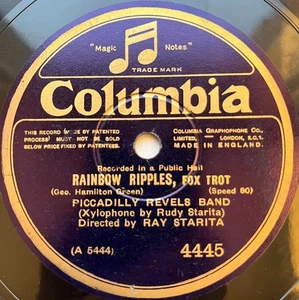 "Magic Notes"
TRADE MARK
Columbia
THIS RECORD IS BY PATENTED
PROCESS MUST NOT BE SOLD
BELOW PRICE FIXED BY PATENTEES.
COLUMBIA GRAPHOPHONE CO.,
LIMITED. — LONDON, E.C.1.
MADE IN ENGLAND.
Recorded in a Public Hall
RAINBOW RIPPLES, FOX TROT
(Geo. Hamilton Green) (Speed 80)
PICCADILLY REVELS BAND
(Xylophone by Rudy Starita)
Directed by RAY STARITA
(A 5444) 4445